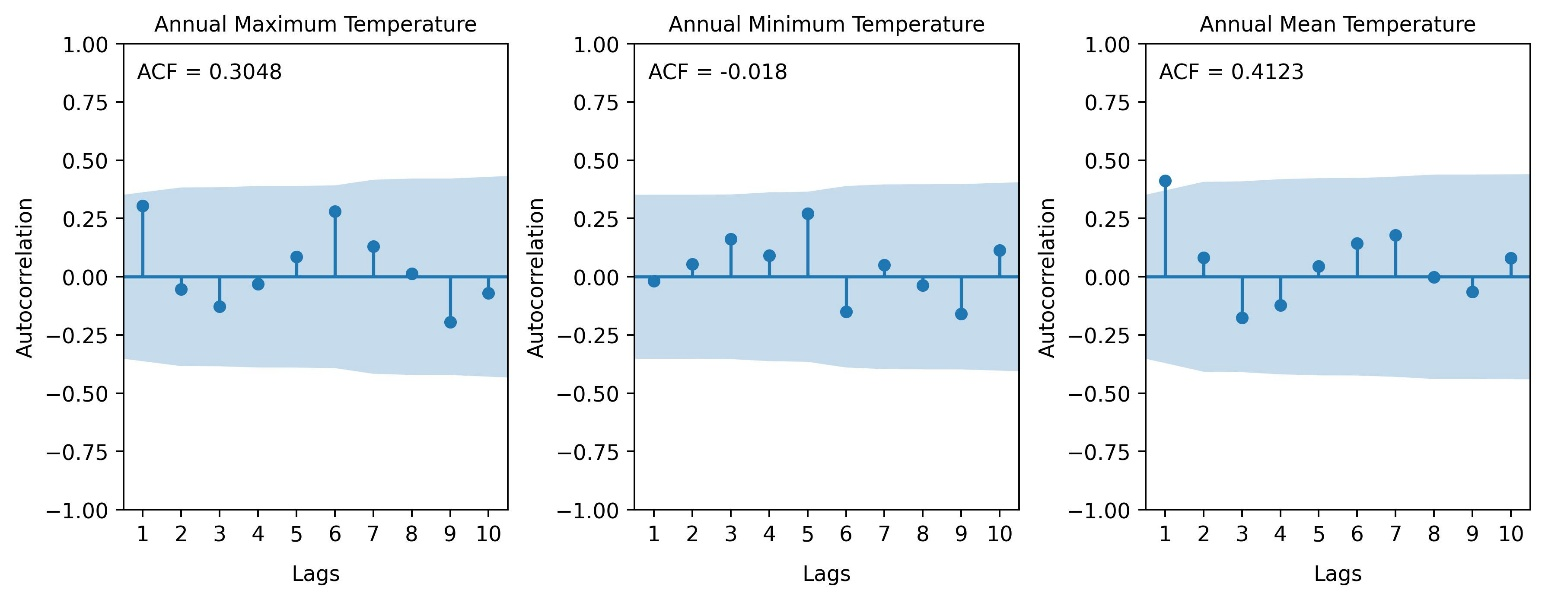 Annual Maximum Temperature
ACF = 0.3048
1.00
0.75
0.50
0.25
0.00
−0.25
−0.50
−0.75
−1.00
Autocorrelation
1 2 3 4 5 6 7 8 9 10
Lags
Annual Minimum Temperature
ACF = -0.018
1.00
0.75
0.50
0.25
0.00
−0.25
−0.50
−0.75
−1.00
Autocorrelation
1 2 3 4 5 6 7 8 9 10
Lags
Annual Mean Temperature
ACF = 0.4123
1.00
0.75
0.50
0.25
0.00
−0.25
−0.50
−0.75
−1.00
Autocorrelation
1 2 3 4 5 6 7 8 9 10
Lags